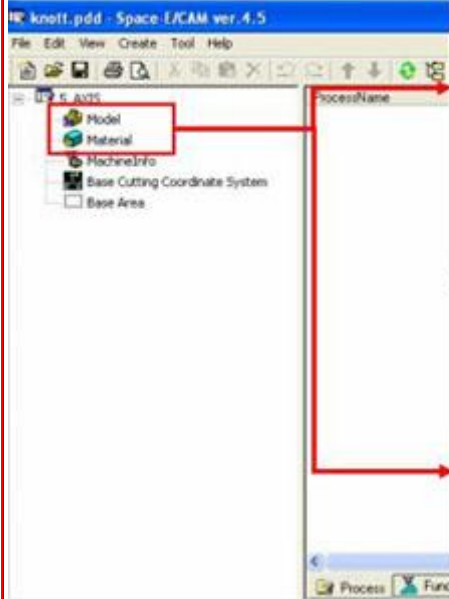 knott.pdd - Space-E/CAM ver.4.5
File Edit View Create Tool Help
5_AXIS
ProcessName
Model
Material
MachineInfo
Base Cutting Coordinate System
Base Area
Process Func